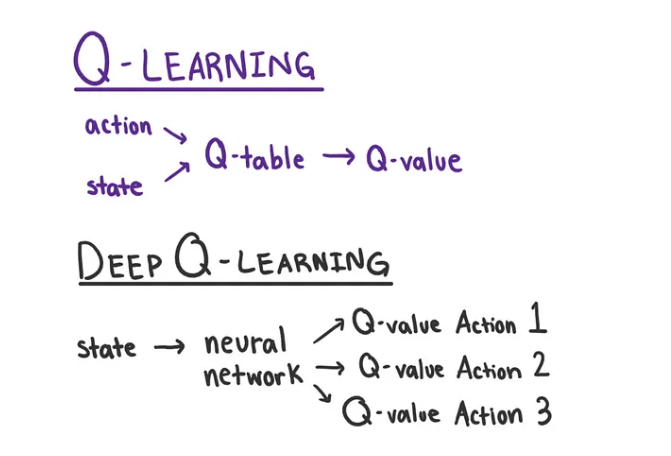 Q-LEARNING
action
Q-table → Q-value
state
DEEP Q-LEARNING
Q-value Action 1
state → neural
network → Q-value Action 2
Q-value Action 3